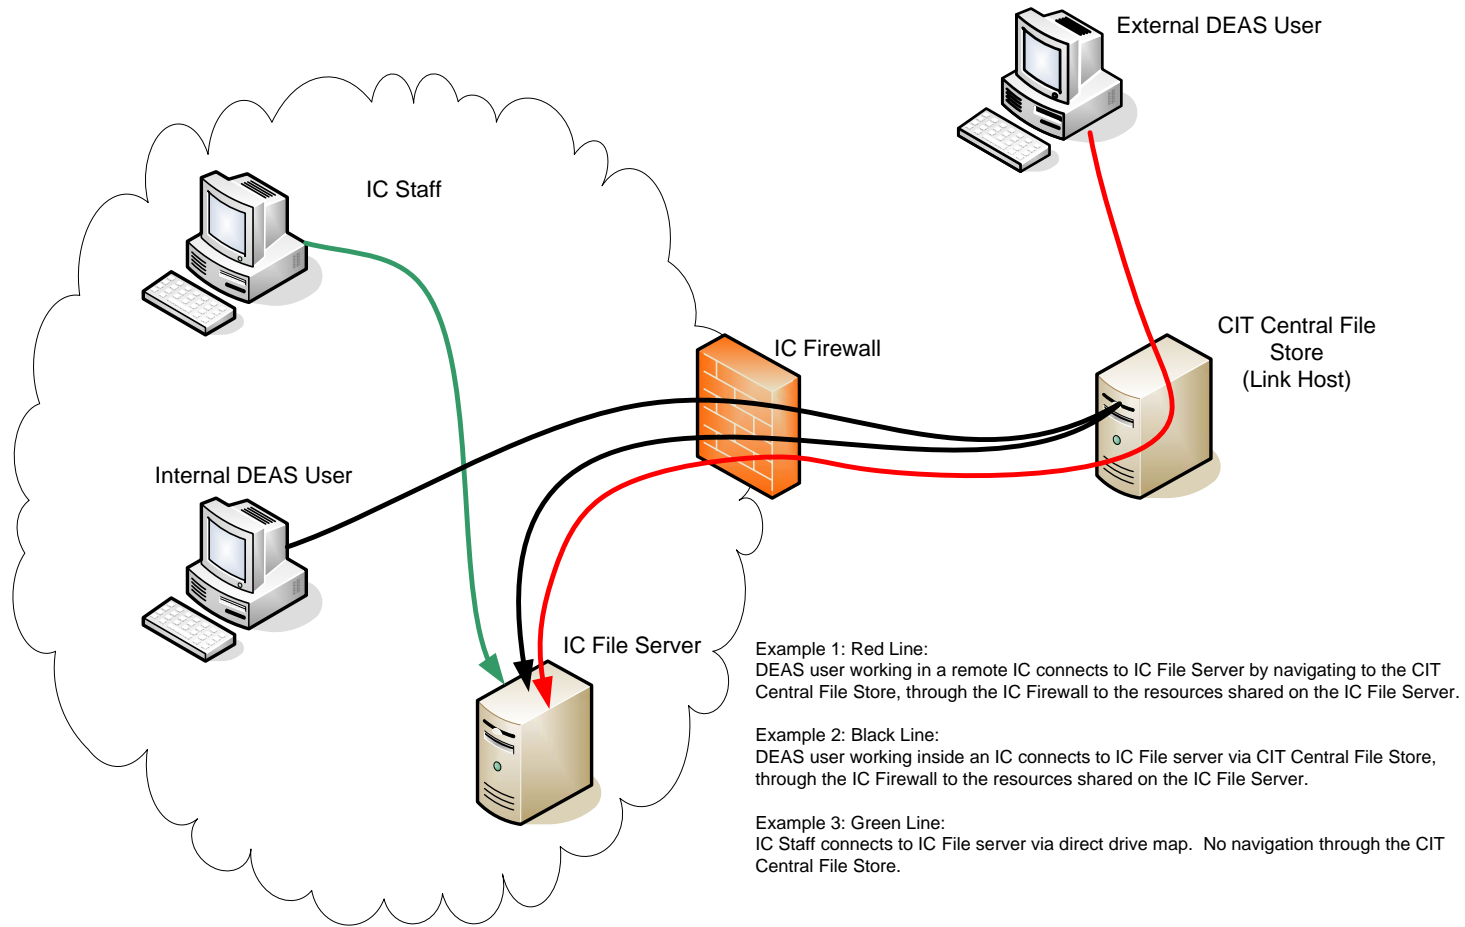 External DEAS User
IC Staff
IC Firewall
CIT Central File
Store
(Link Host)
Internal DEAS User
IC File Server
Example 1: Red Line:
DEAS user working in a remote IC connects to IC File Server by navigating to the CIT
Central File Store, through the IC Firewall to the resources shared on the IC File Server.
Example 2: Black Line:
DEAS user working inside an IC connects to IC File server via CIT Central File Store,
through the IC Firewall to the resources shared on the IC File Server.
Example 3: Green Line:
IC Staff connects to IC File server via direct drive map.  No navigation through the CIT
Central File Store.